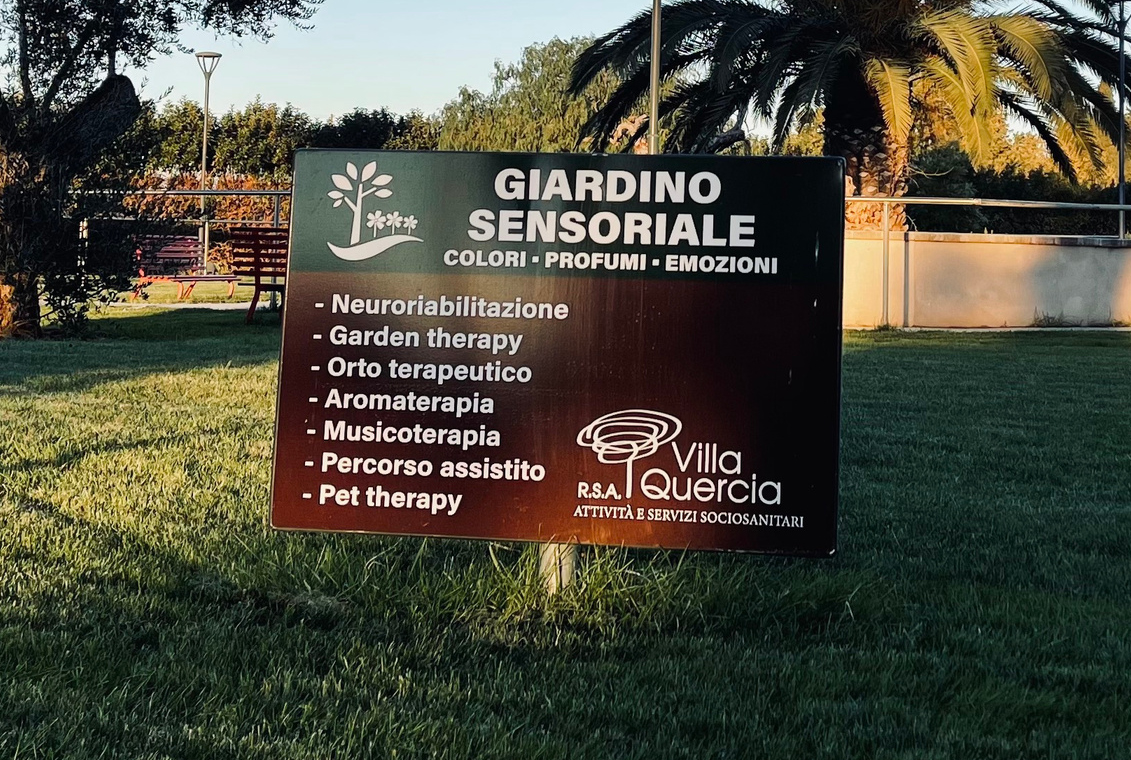 GIARDINO
SENSORIALE
COLORI - PROFUMI - EMOZIONI
- Neuroriabilitazione
- Garden therapy
- Orto terapeutico
- Aromaterapia
- Musicoterapia
- Percorso assistito
- Pet therapy
Villa
R.S.A. Quercia
ATTIVITÀ E SERVIZI SOCIOSANITARI